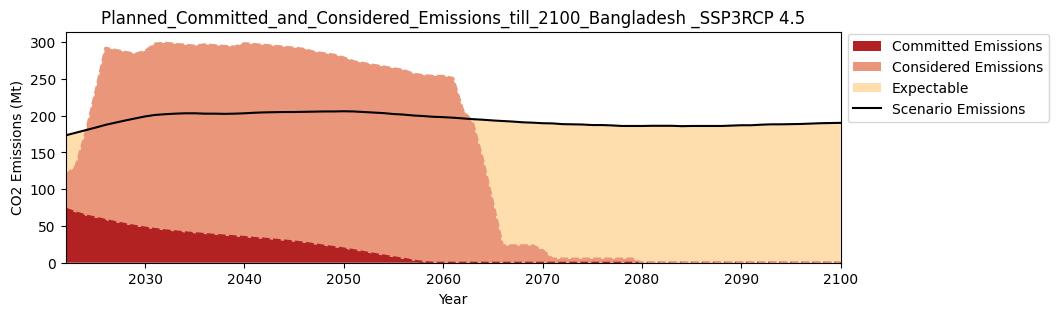 Planned_Committed_and_Considered_Emissions_till_2100_Bangladesh _SSP3RCP 4.5
300
250
200
150
100
50
0
CO2 Emissions (Mt)
2030
2040
2050
2060
2070
2080
2090
2100
Year
Committed Emissions
Considered Emissions
Expectable
Scenario Emissions